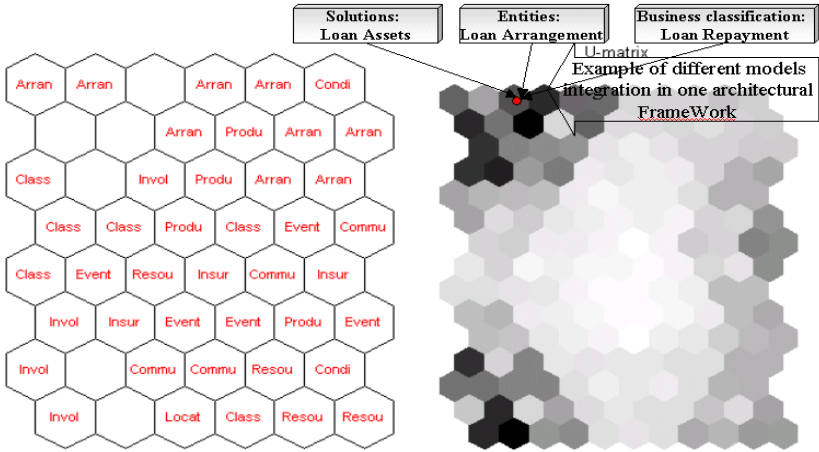 Solutions:
Loan Assets
Entities:
Loan Arrangement
Business classification:
Loan Repayment
U-matrix
Example of different models
integration in one architectural
FrameWork
Arran Arran Arran Arran Condi
Arran Produ Arran Arran
Class Invol Produ Arran Arran
Class Class Produ Class Event Commu
Class Event Resou Insur Commu Insur
Invol Insur Event Event Produ Event
Invol Commu Commu Resou Condi
Invol Locat Class Resou Resou